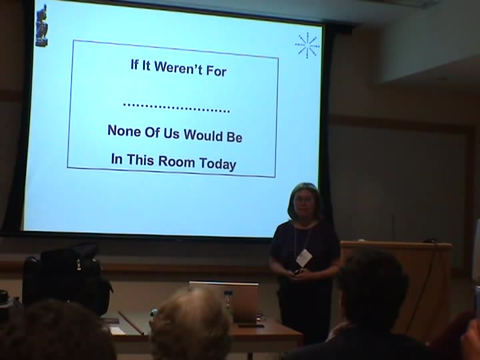 If It Weren't For
.........................
None Of Us Would Be
In This Room Today